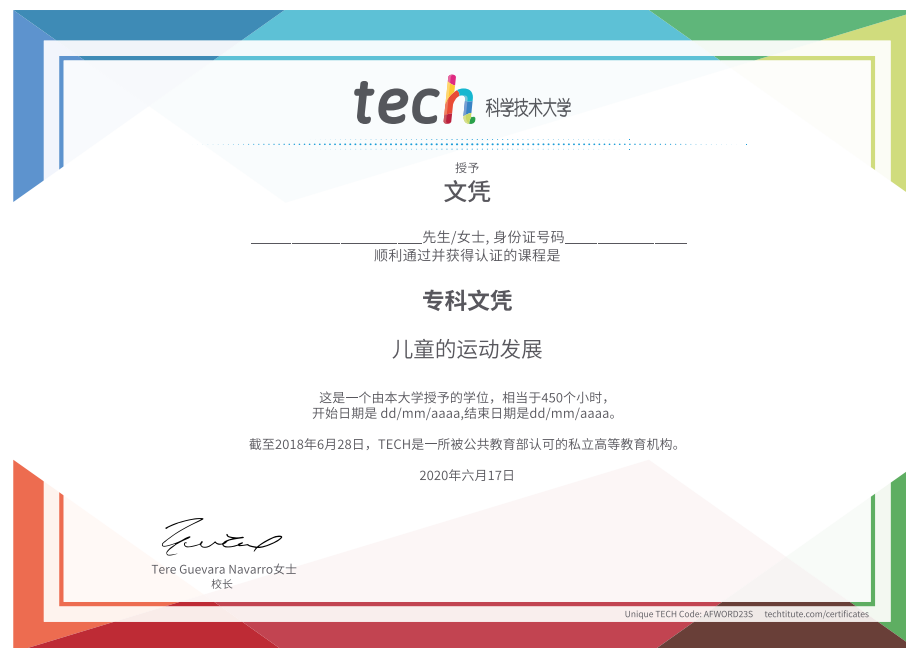 tech 科学技术大学
授予
文凭
______________________先生/女士, 身份证号码________________
顺利通过并获得认证的课程是
专科文凭
儿童的运动发展
这是一个由本大学授予的学位，相当于450个小时，
开始日期是 dd/mm/aaaa,结束日期是dd/mm/aaaa。
截至2018年6月28日，TECH是一所被公共教育部认可的私立高等教育机构。
2020年六月17日
Tere Guevara Navarro女士
校长
Unique TECH Code: AFWORD23S techtitute.com/certificates